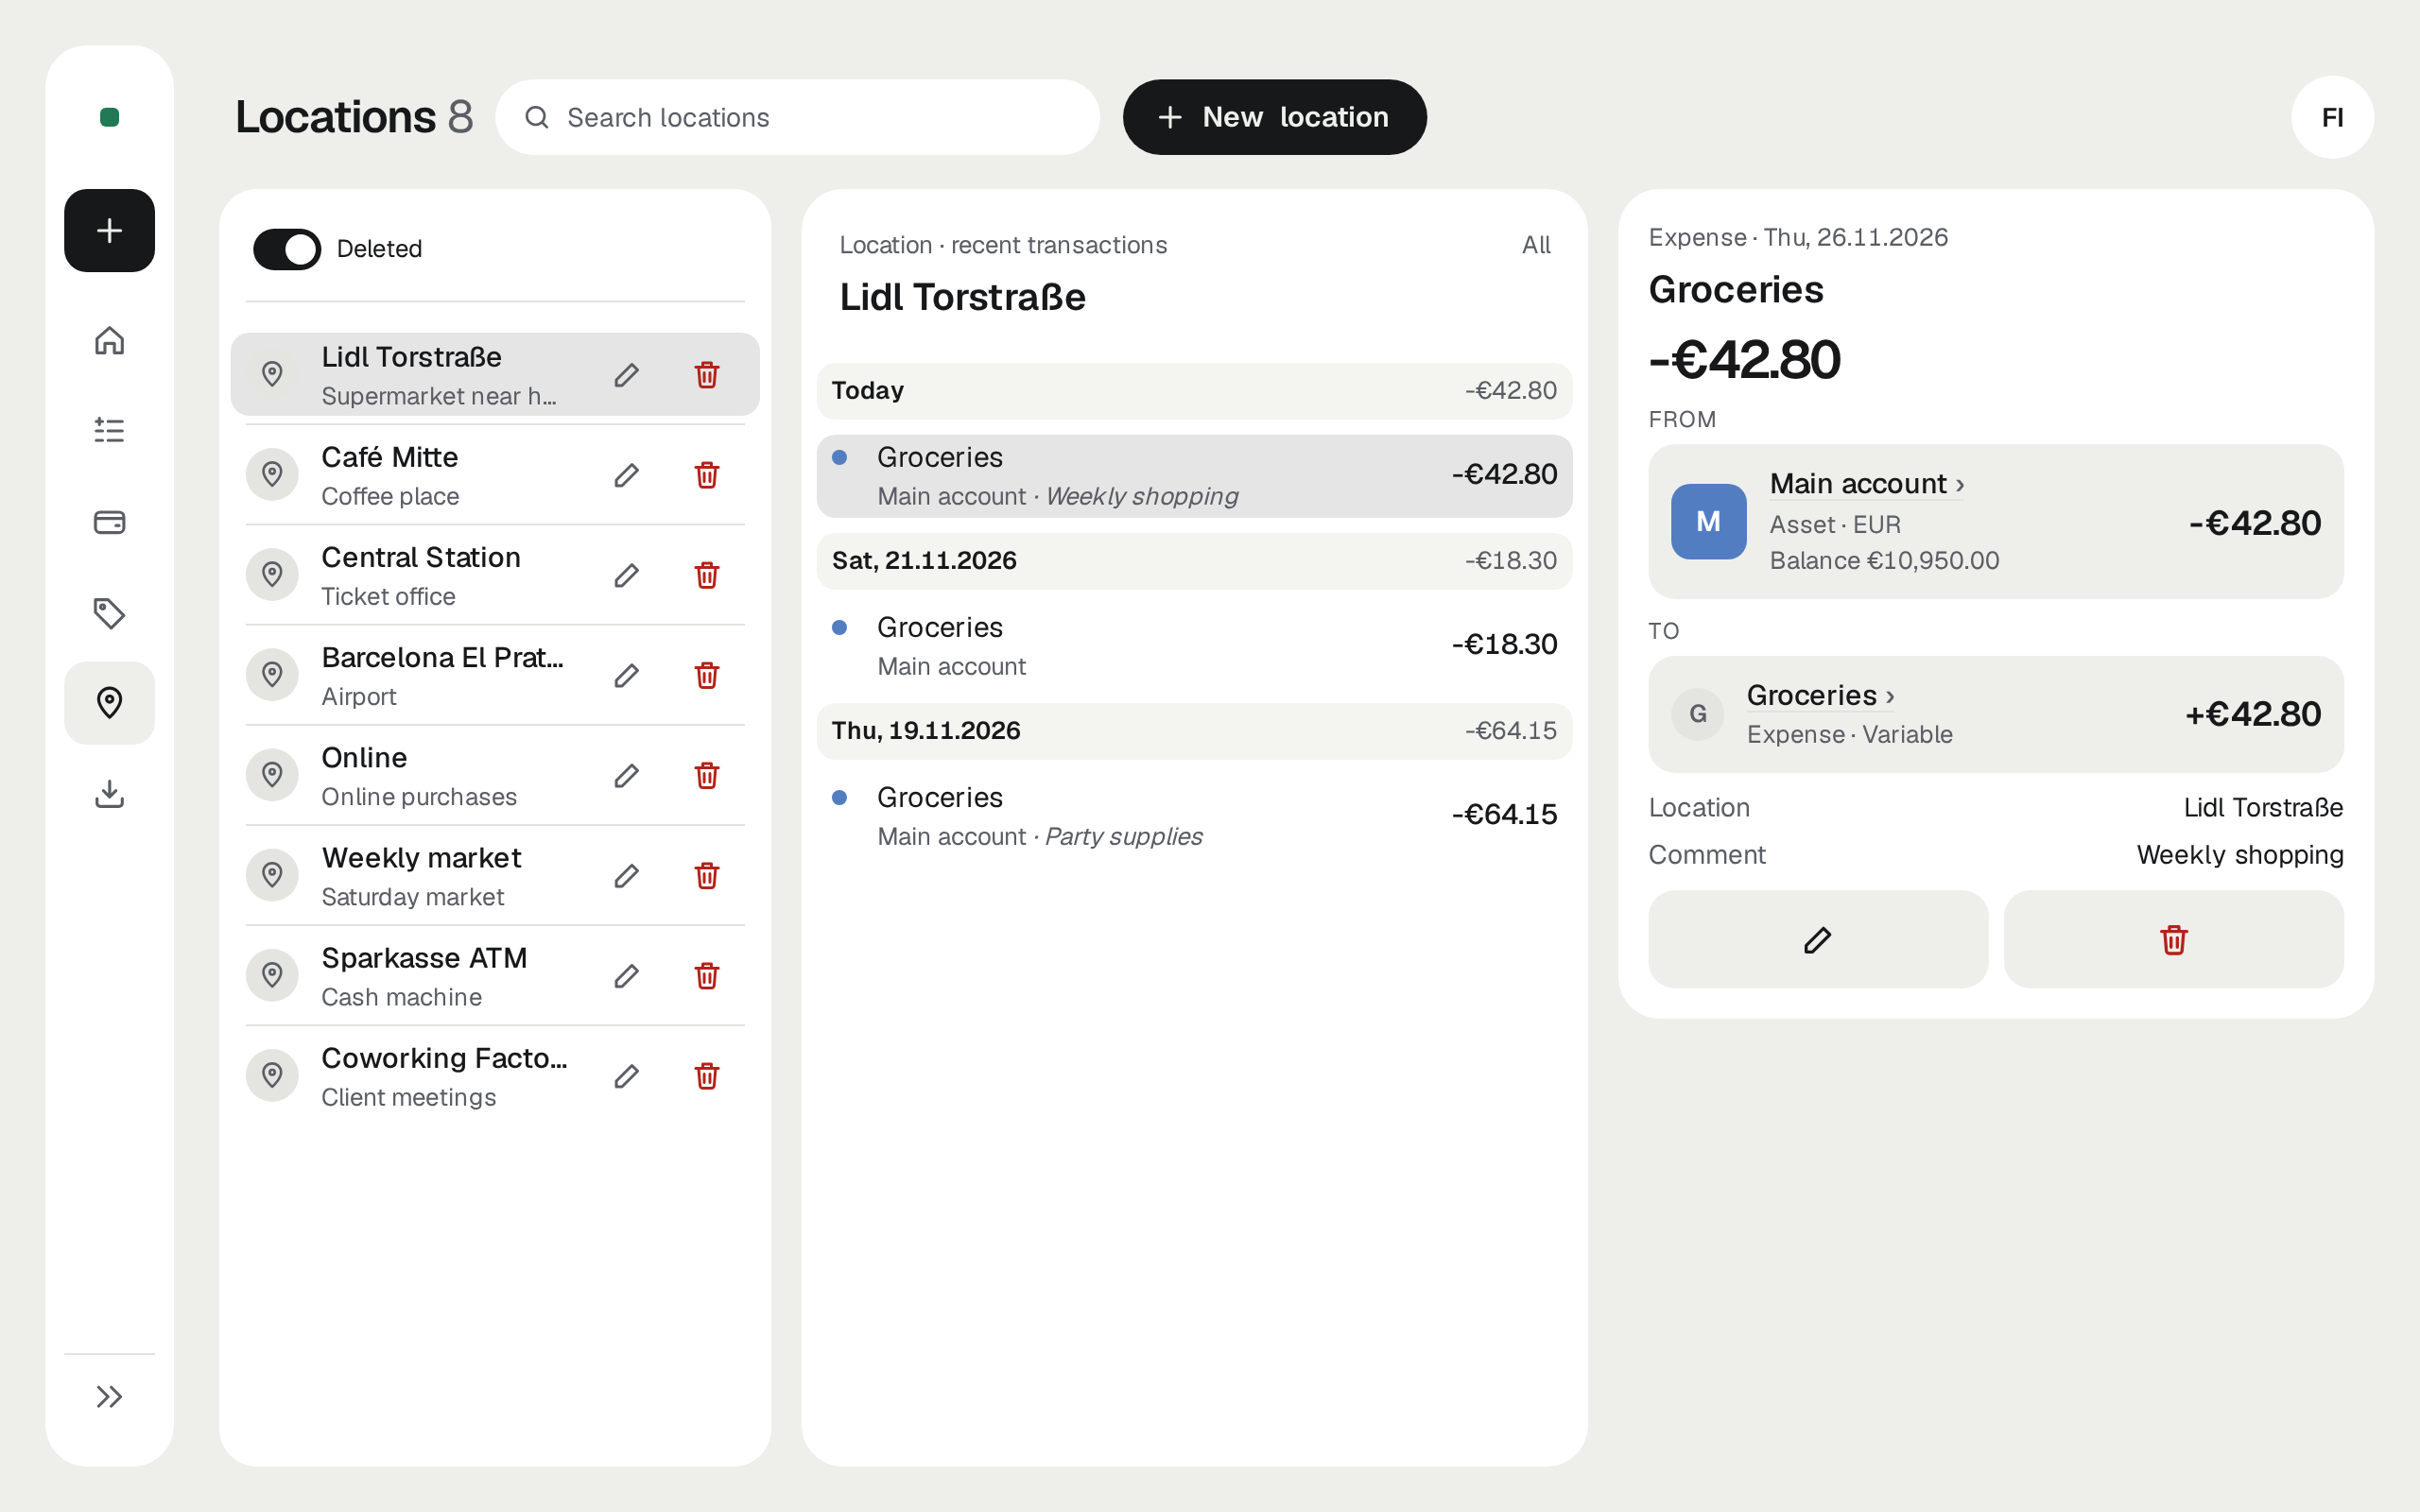 Locations 8
Search locations
New location
FI
Deleted
Lidl Torstraße
Supermarket near h...
Café Mitte
Coffee place
Central Station
Ticket office
Barcelona El Prat...
Airport
Online
Online purchases
Weekly market
Saturday market
Sparkasse ATM
Cash machine
Coworking Facto...
Client meetings
Location · recent transactions
All
Lidl Torstraße
Today -€42.80
Groceries
Main account · Weekly shopping
-€42.80
Sat, 21.11.2026 -€18.30
Groceries
Main account
-€18.30
Thu, 19.11.2026 -€64.15
Groceries
Main account · Party supplies
-€64.15
Expense · Thu, 26.11.2026
Groceries
-€42.80
FROM
M
Main account ›
Asset · EUR
Balance €10,950.00
-€42.80
TO
G
Groceries ›
Expense · Variable
+€42.80
Location Lidl Torstraße
Comment Weekly shopping